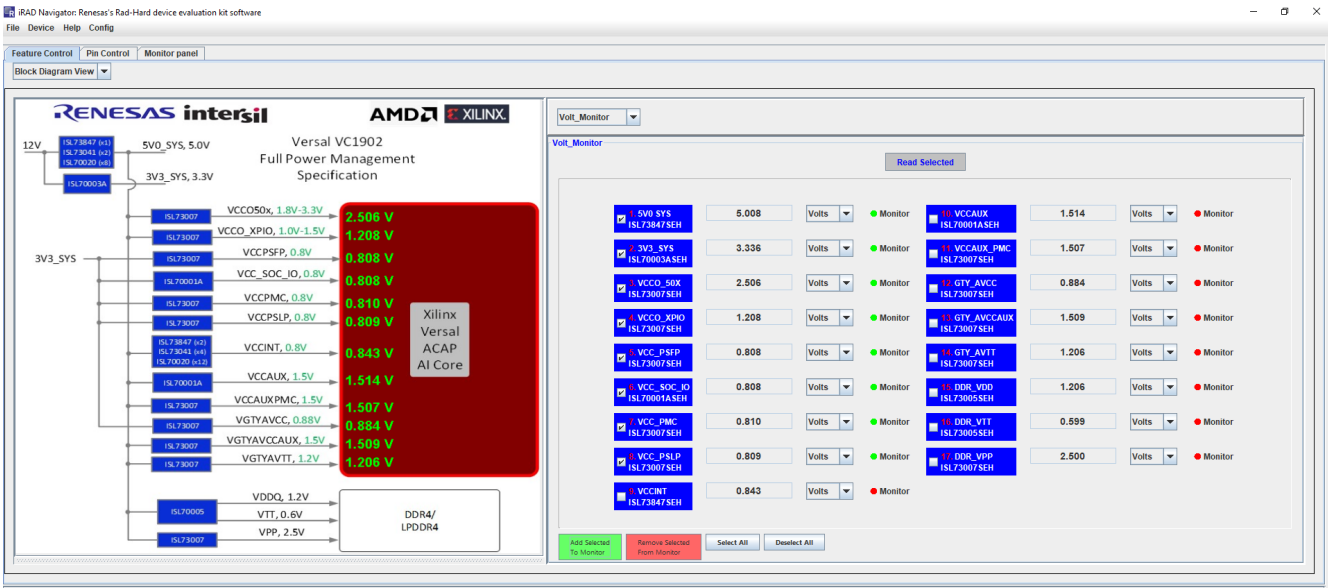 iRAD Navigator: Renesas's Rad-Hard device evaluation kit software
File Device Help Config
Feature Control Pin Control Monitor panel
Block Diagram View
RENESAS intersil AMD XILINX.
Versal VC1902
Full Power Management
Specification
12V
ISL73847 (x1)
ISL73041 (x2)
ISL70020 (x8)
5V0_SYS, 5.0V
ISL70003A
3V3_SYS, 3.3V
3V3_SYS
ISL73007 VCCO50x, 1.8V-3.3V 2.506 V
ISL73007 VCCO_XPIO, 1.0V-1.5V 1.208 V
ISL73007 VCCPSFP, 0.8V 0.808 V
ISL70001A VCC_SOC_IO, 0.8V 0.808 V
ISL73007 VCCPMC, 0.8V 0.810 V
ISL73007 VCCPSLP, 0.8V 0.809 V
ISL73847 (x2)
ISL73041 (x4)
ISL70020 (x12)
VCCINT, 0.8V 0.843 V
ISL70001A VCCAUX, 1.5V 1.514 V
ISL73007 VCCAUXPMC, 1.5V 1.507 V
ISL73007 VGTYAVCC, 0.88V 0.884 V
ISL73007 VGTYAVCCAUX, 1.5V 1.509 V
ISL73007 VGTYAVTT, 1.2V 1.206 V
Xilinx
Versal
ACAP
AI Core
ISL70005
VDDQ, 1.2V
VTT, 0.6V
ISL73007 VPP, 2.5V
DDR4/
LPDDR4
Volt_Monitor
Volt_Monitor
Read Selected
1. 5V0 SYS
ISL73847SEH
5.008 Volts Monitor
2. 3V3_SYS
ISL70003ASEH
3.336 Volts Monitor
3. VCCO_50X
ISL73007SEH
2.506 Volts Monitor
4. VCCO_XPIO
ISL73007SEH
1.208 Volts Monitor
5. VCC_PSFP
ISL73007SEH
0.808 Volts Monitor
6. VCC_SOC_IO
ISL70001ASEH
0.808 Volts Monitor
7. VCC_PMC
ISL73007SEH
0.810 Volts Monitor
8. VCC_PSLP
ISL73007SEH
0.809 Volts Monitor
9. VCCINT
ISL73847SEH
0.843 Volts Monitor
10. VCCAUX
ISL70001ASEH
1.514 Volts Monitor
11. VCCAUX_PMC
ISL73007SEH
1.507 Volts Monitor
12. GTY_AVCC
ISL73007SEH
0.884 Volts Monitor
13. GTY_AVCCAUX
ISL73007SEH
1.509 Volts Monitor
14. GTY_AVTT
ISL73007SEH
1.206 Volts Monitor
15. DDR_VDD
ISL73005SEH
1.206 Volts Monitor
16. DDR_VTT
ISL73005SEH
0.599 Volts Monitor
17. DDR_VPP
ISL73007SEH
2.500 Volts Monitor
Add Selected
To Monitor
Remove Selected
From Monitor
Select All Deselect All